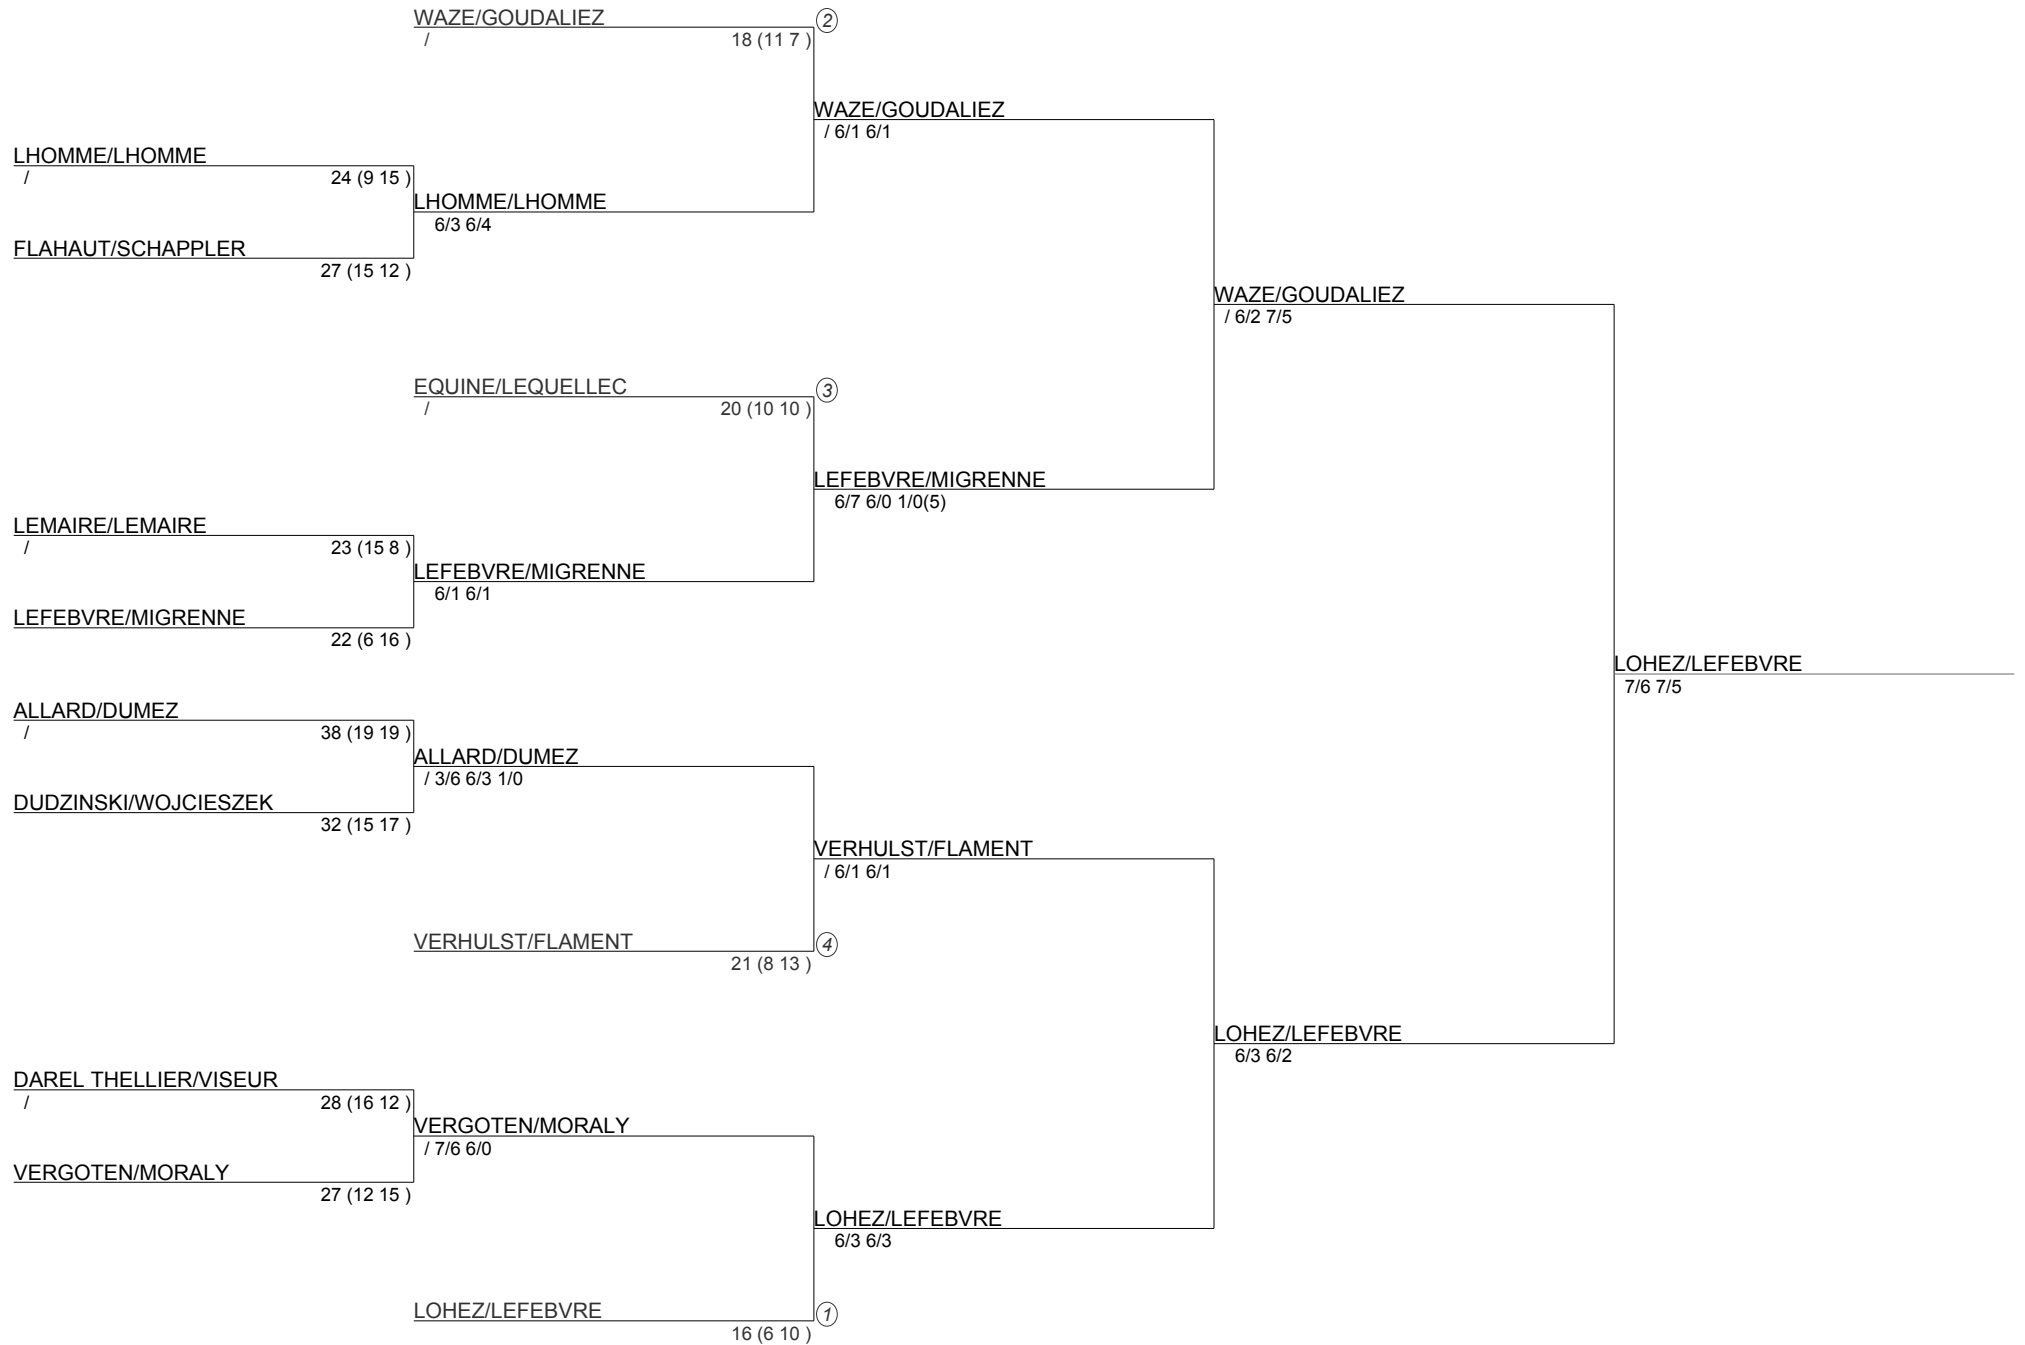 WAZE/GOUDALIEZ
2
/ 18 (11 7 )
WAZE/GOUDALIEZ
/ 6/1 6/1
LHOMME/LHOMME
/ 24 (9 15 )
LHOMME/LHOMME
6/3 6/4
FLAHAUT/SCHAPPLER
27 (15 12 )
WAZE/GOUDALIEZ
/ 6/2 7/5
EQUINE/LEQUELLEC
3
/ 20 (10 10 )
LEFEBVRE/MIGRENNE
6/7 6/0 1/0(5)
LEMAIRE/LEMAIRE
/ 23 (15 8 )
LEFEBVRE/MIGRENNE
6/1 6/1
LEFEBVRE/MIGRENNE
22 (6 16 )
LOHEZ/LEFEBVRE
7/6 7/5
ALLARD/DUMEZ
/ 38 (19 19 )
ALLARD/DUMEZ
/ 3/6 6/3 1/0
DUDZINSKI/WOJCIESZEK
32 (15 17 )
VERHULST/FLAMENT
/ 6/1 6/1
VERHULST/FLAMENT
4
21 (8 13 )
LOHEZ/LEFEBVRE
6/3 6/2
DAREL THELLIER/VISEUR
/ 28 (16 12 )
VERGOTEN/MORALY
/ 7/6 6/0
VERGOTEN/MORALY
27 (12 15 )
LOHEZ/LEFEBVRE
6/3 6/3
LOHEZ/LEFEBVRE
1
16 (6 10 )